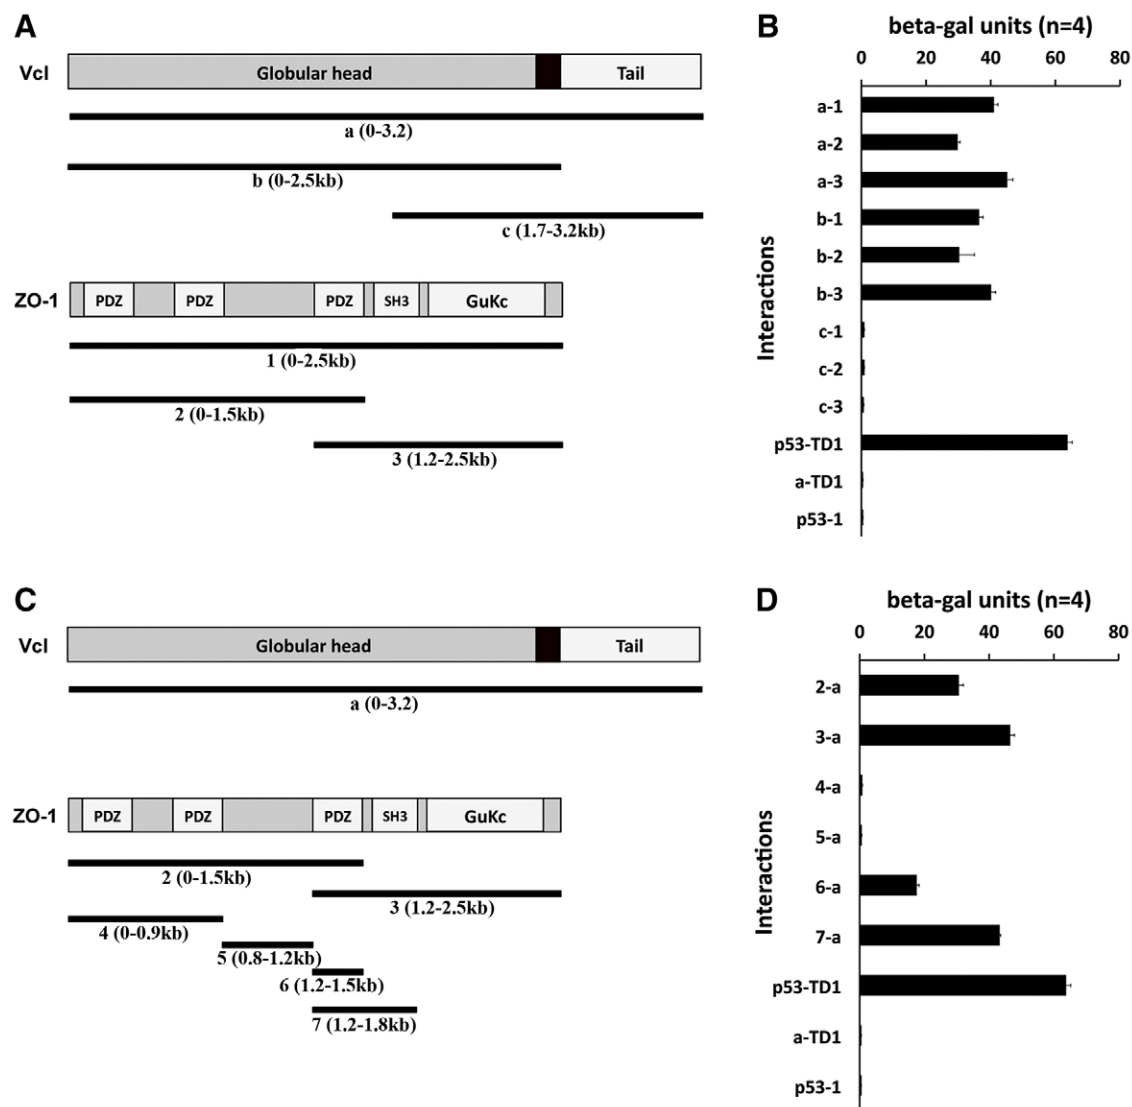 A
Vcl
Globular head
Tail
a (0-3.2)
b (0-2.5kb)
c (1.7-3.2kb)
ZO-1
PDZ
PDZ
PDZ
SH3
GuKc
1 (0-2.5kb)
2 (0-1.5kb)
3 (1.2-2.5kb)
B
beta-gal units (n=4)
0 20 40 60 80
Interactions
a-1
a-2
a-3
b-1
b-2
b-3
c-1
c-2
c-3
p53-TD1
a-TD1
p53-1
C
Vcl
Globular head
Tail
a (0-3.2)
ZO-1
PDZ
PDZ
PDZ
SH3
GuKc
2 (0-1.5kb)
3 (1.2-2.5kb)
4 (0-0.9kb)
5 (0.8-1.2kb)
6 (1.2-1.5kb)
7 (1.2-1.8kb)
D
beta-gal units (n=4)
0 20 40 60 80
Interactions
2-a
3-a
4-a
5-a
6-a
7-a
p53-TD1
a-TD1
p53-1